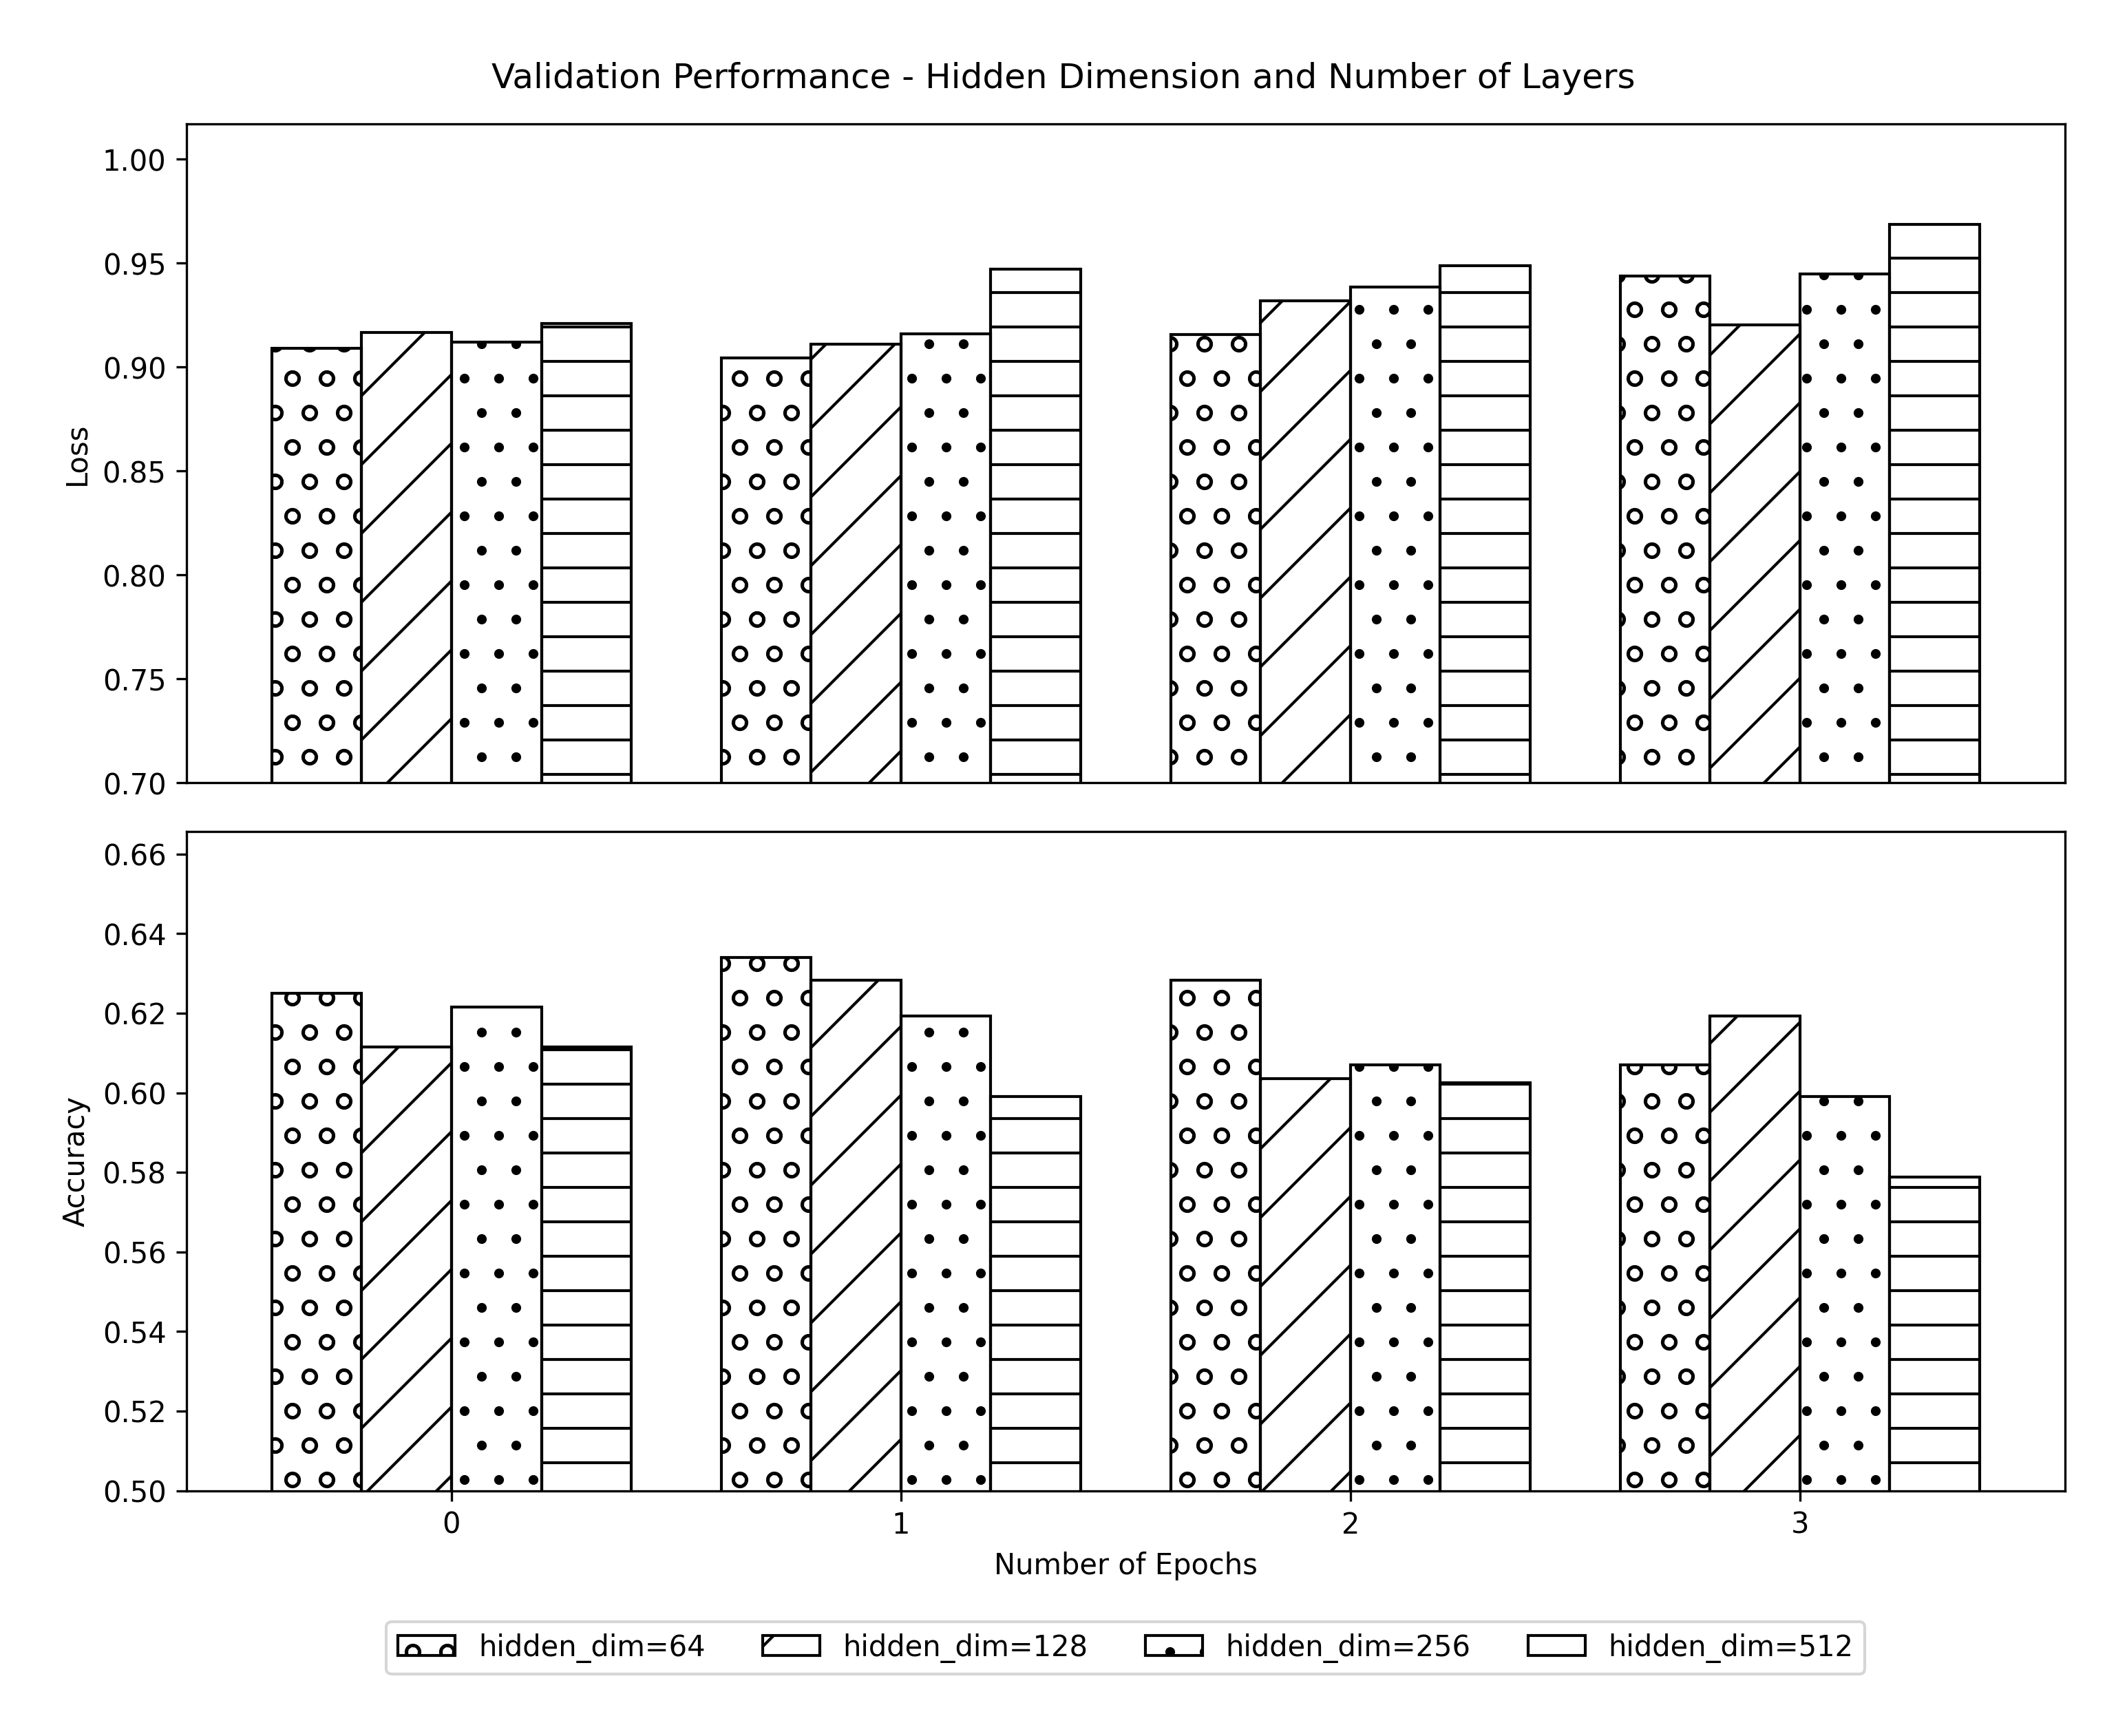 Validation Performance - Hidden Dimension and Number of Layers
1.00
0.95
0.90
0.85
0.80
0.75
0.70
Loss
0.66
0.64
0.62
0.60
0.58
0.56
0.54
0.52
0.50
Accuracy
0 1 2 3
Number of Epochs
hidden_dim=64 hidden_dim=128 hidden_dim=256 hidden_dim=512